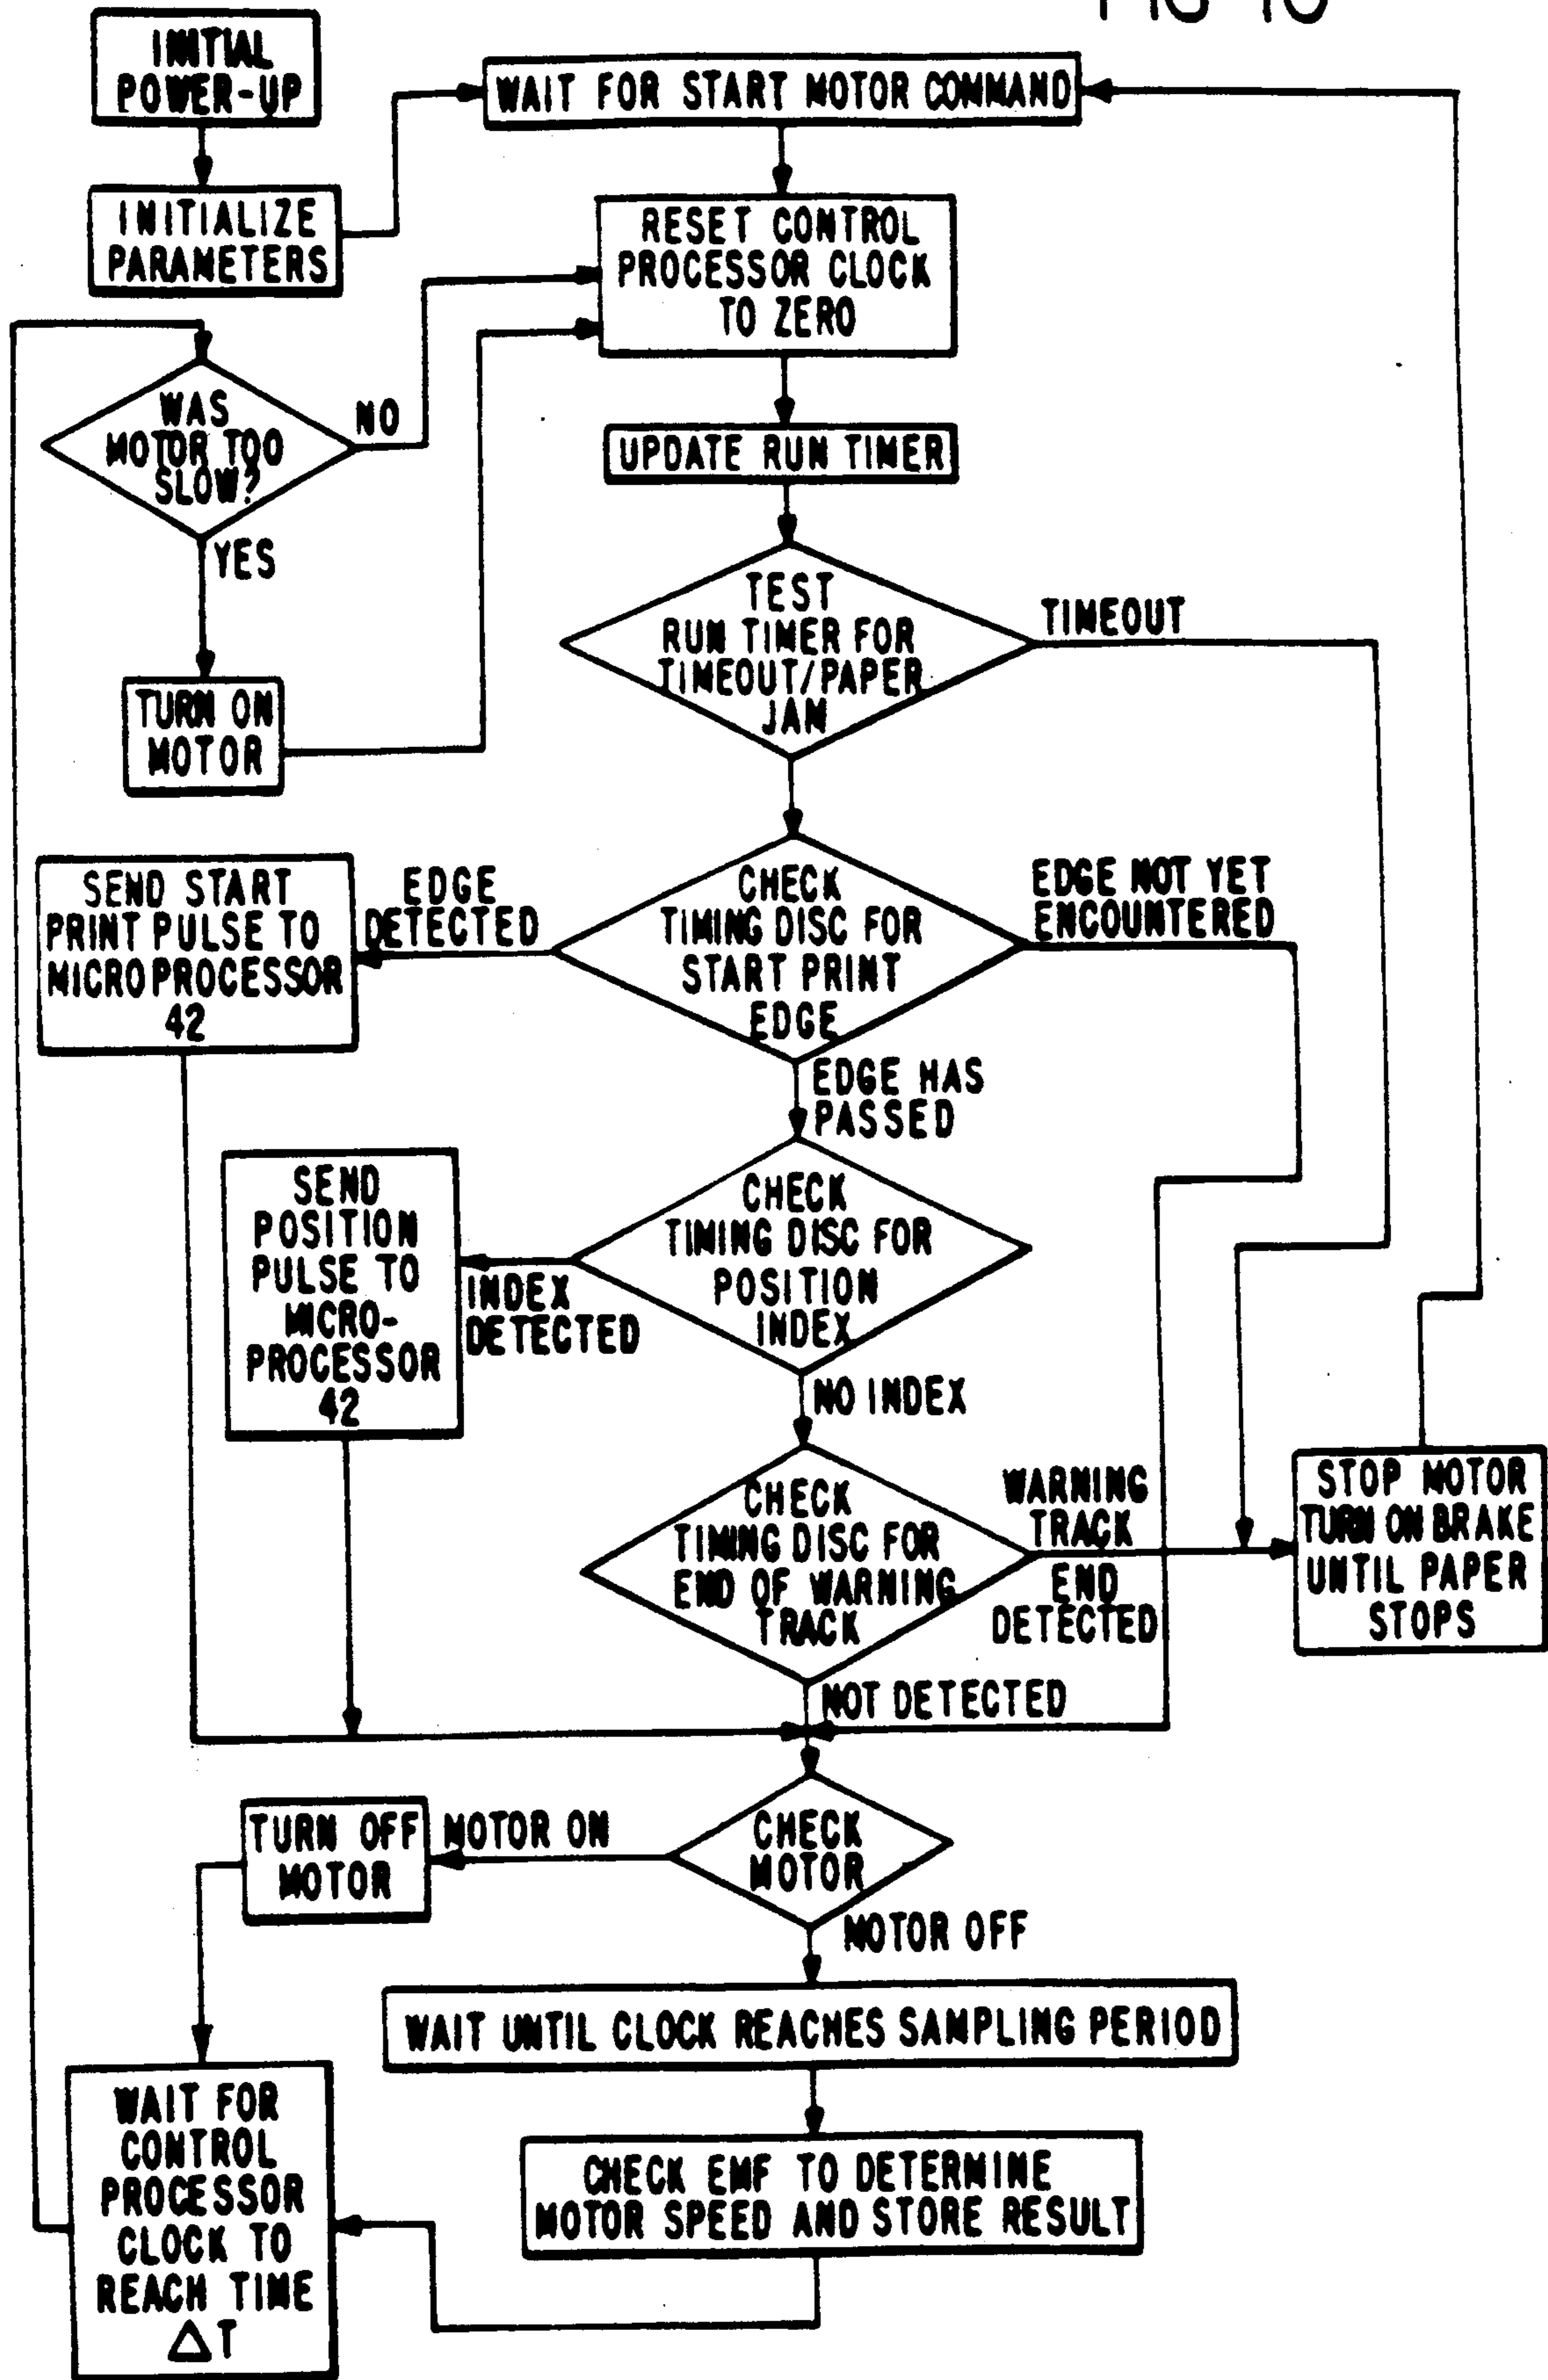 FIG 10
INITIAL
POWER-UP
WAIT FOR START MOTOR COMMAND
INITIALIZE
PARAMETERS
RESET CONTROL
PROCESSOR CLOCK
TO ZERO
WAS
MOTOR TOO
SLOW?
NO
YES
UPDATE RUN TIMER
TEST
RUN TIMER FOR
TIMEOUT/PAPER
JAM
TIMEOUT
TURN ON
MOTOR
SEND START
PRINT PULSE TO
MICROPROCESSOR
42
EDGE
DETECTED
CHECK
TIMING DISC FOR
START PRINT
EDGE
EDGE NOT YET
ENCOUNTERED
EDGE HAS
PASSED
SEND
POSITION
PULSE TO
MICRO-
PROCESSOR
42
INDEX
DETECTED
CHECK
TIMING DISC FOR
POSITION
INDEX
NO INDEX
CHECK
TIMING DISC FOR
END OF WARNING
TRACK
WARNING
TRACK
END
DETECTED
STOP MOTOR
TURN ON BRAKE
UNTIL PAPER
STOPS
NOT DETECTED
TURN OFF
MOTOR
MOTOR ON
CHECK
MOTOR
MOTOR OFF
WAIT UNTIL CLOCK REACHES SAMPLING PERIOD
WAIT FOR
CONTROL
PROCESSOR
CLOCK TO
REACH TIME
△T
CHECK EMF TO DETERMINE
MOTOR SPEED AND STORE RESULT